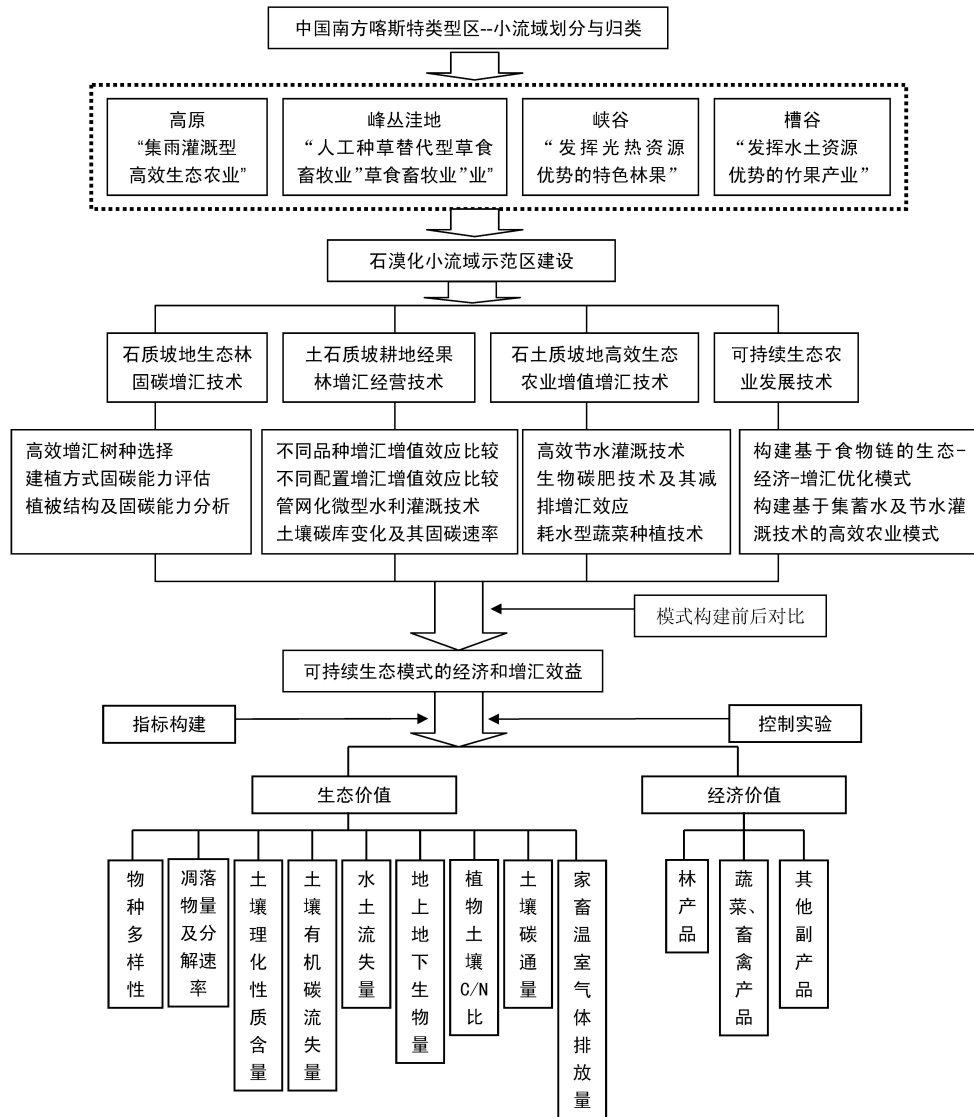 中国南方喀斯特类型区--小流域划分与归类
高原
“集雨灌溉型
高效生态农业”
峰丛洼地
“人工种草替代型草食
畜牧业”草食畜牧业”业”
峡谷
“发挥光热资源
优势的特色林果”
槽谷
“发挥水土资源
优势的竹果产业”
石漠化小流域示范区建设
石质坡地生态林
固碳增汇技术
土石质坡耕地经果
林增汇经营技术
石土质坡地高效生态
农业增值增汇技术
可持续生态农
业发展技术
高效增汇树种选择
建植方式固碳能力评估
植被结构及固碳能力分析
不同品种增汇增值效应比较
不同配置增汇增值效应比较
管网化微型水利灌溉技术
土壤碳库变化及其固碳速率
高效节水灌溉技术
生物碳肥技术及其减
排增汇效应
耗水型蔬菜种植技术
构建基于食物链的生态-
经济-增汇优化模式
构建基于集蓄水及节水灌
溉技术的高效农业模式
模式构建前后对比
可持续生态模式的经济和增汇效益
指标构建
控制实验
生态价值
经济价值
物种多样性
凋落物量及分解速率
土壤理化性质含量
土壤有机碳流失量
水土流失量
地上地下生物量
植物土壤C/N比
土壤碳通量
家畜温室气体排放量
林产品
蔬菜、畜禽产品
其他副产品